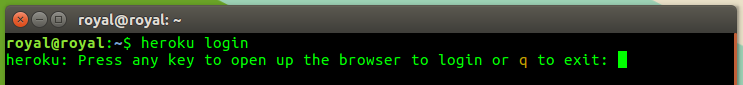 royal@royal: ~
royal@royal:~$ heroku login
heroku: Press any key to open up the browser to login or q to exit: